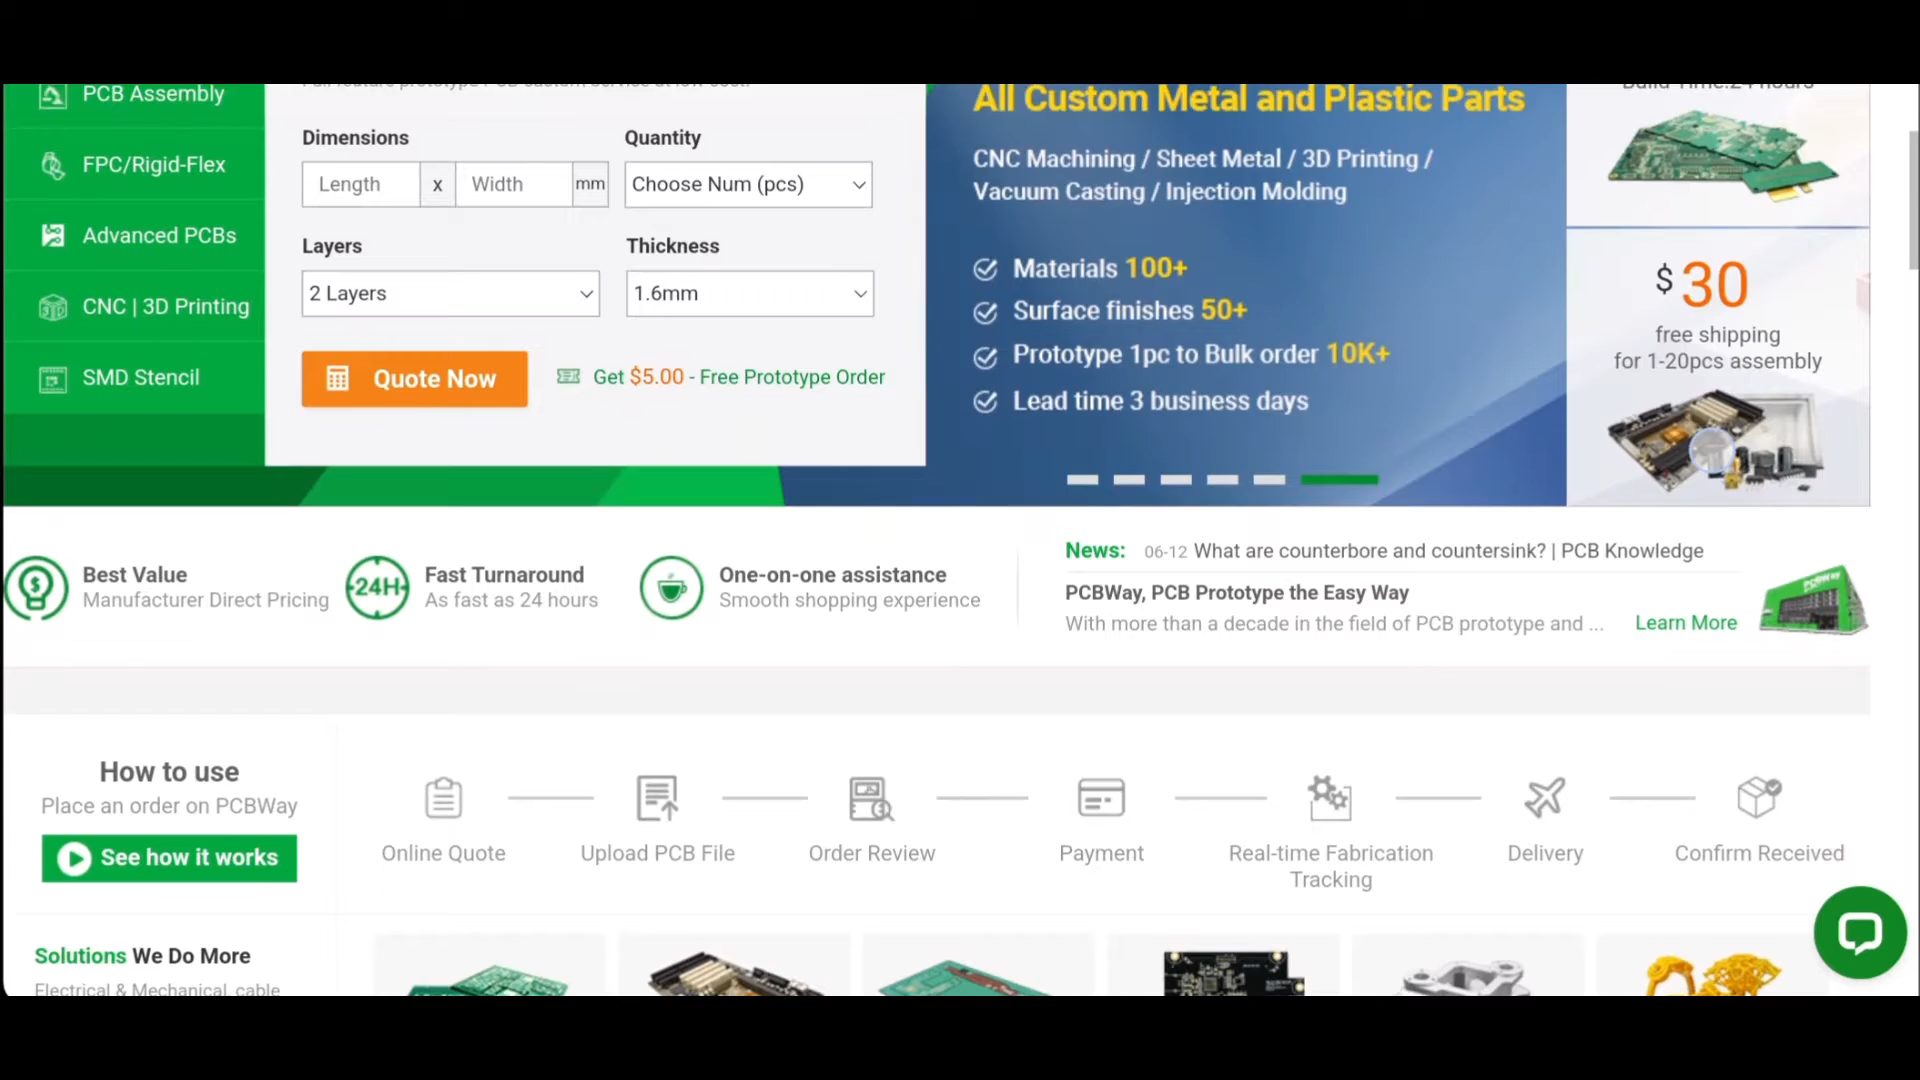 PCB Assembly
FPC/Rigid-Flex
Advanced PCBs
CNC | 3D Printing
SMD Stencil
Dimensions
Length x Width mm
Quantity
Choose Num (pcs)
Layers
2 Layers
Thickness
1.6mm
Quote Now
Get $5.00 - Free Prototype Order
All Custom Metal and Plastic Parts
CNC Machining / Sheet Metal / 3D Printing /
Vacuum Casting / Injection Molding
Materials 100+
Surface finishes 50+
Prototype 1pc to Bulk order 10K+
Lead time 3 business days
$30
free shipping
for 1-20pcs assembly
Best Value
Manufacturer Direct Pricing
24H
Fast Turnaround
As fast as 24 hours
One-on-one assistance
Smooth shopping experience
News: 06-12 What are counterbore and countersink? | PCB Knowledge
PCBWay, PCB Prototype the Easy Way
With more than a decade in the field of PCB prototype and ...
Learn More
PCBWay
How to use
Place an order on PCBWay
See how it works
Online Quote
Upload PCB File
Order Review
Payment
Real-time Fabrication
Tracking
Delivery
Confirm Received
Solutions We Do More
Electrical & Mechanical, cable